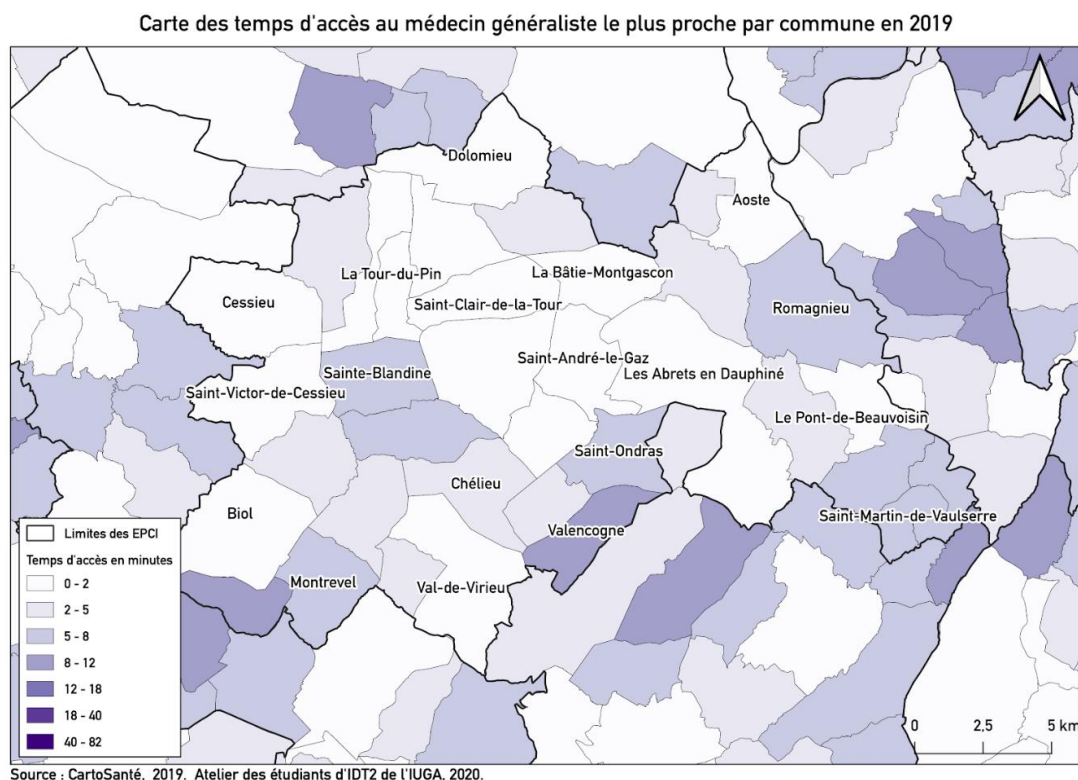 Carte des temps d'accès au médecin généraliste le plus proche par commune en 2019
Dolomieu
Aoste
La Tour-du-Pin
La Bâtie-Montgascon
Cessieu
Saint-Clair-de-la-Tour
Romagnieu
Saint-André-le-Gaz
Sainte-Blandine
Les Abrets en Dauphiné
Saint-Victor-de-Cessieu
Le Pont-de-Beauvoisin
Saint-Ondras
Chélieu
Biol
Saint-Martin-de-Vaulserre
Valencogne
Montrevel
Val-de-Virieu
Limites des EPCI
Temps d'accès en minutes
0 - 2
2 - 5
5 - 8
8 - 12
12 - 18
18 - 40
40 - 82
0 2,5 5 km
Source : CartoSanté, 2019, Atelier des étudiants d'IDT2 de l'IUGA, 2020.